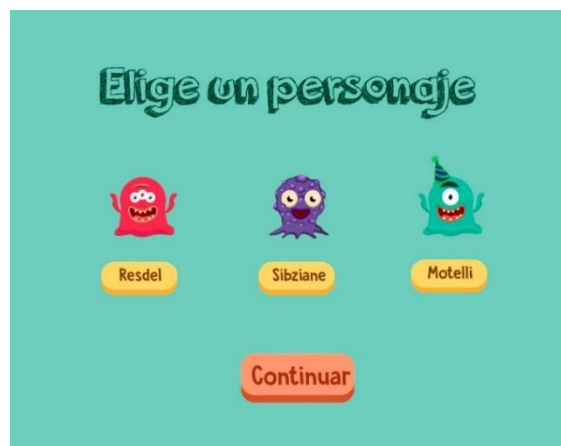 Elige un personaje
Resdel
Sibziane
Motelli
Continuar